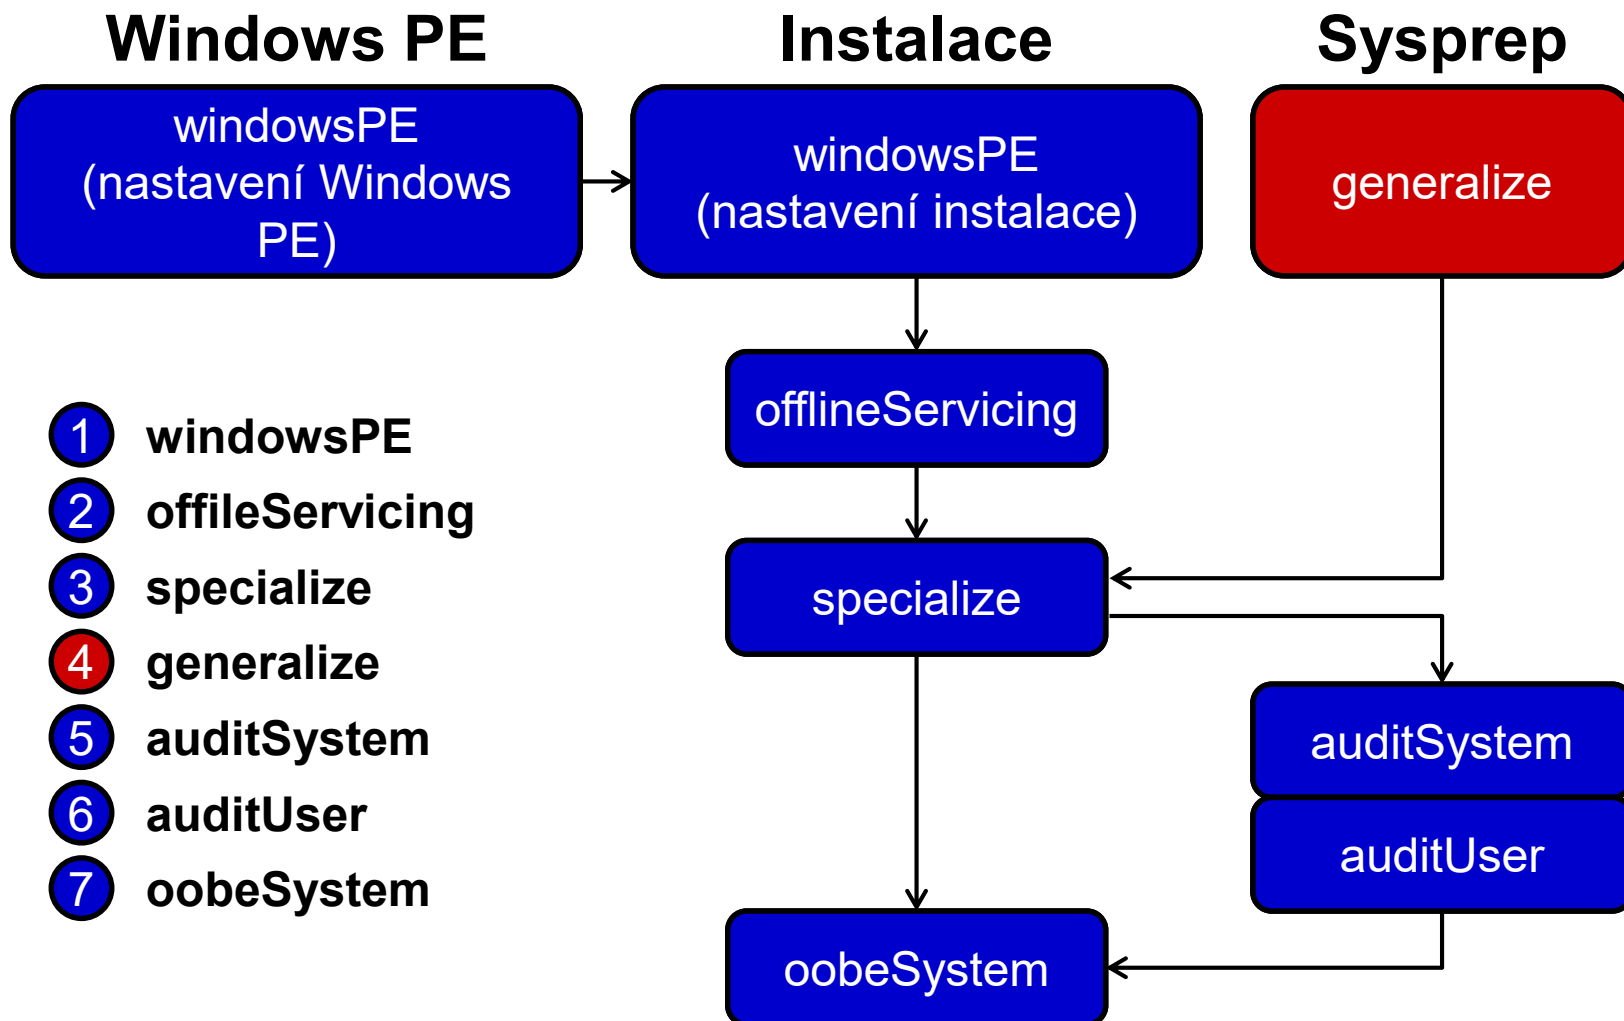 Windows PE
Instalace
Sysprep
windowsPE
(nastavení Windows
PE)
windowsPE
(nastavení instalace)
generalize
offlineServicing
1 windowsPE
2 offileServicing
3 specialize
4 generalize
5 auditSystem
6 auditUser
7 oobeSystem
specialize
auditSystem
auditUser
oobeSystem